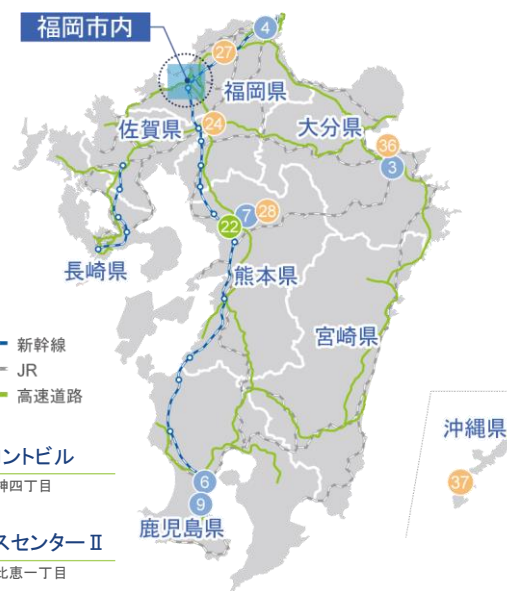 福岡市内
4
27
福岡県
佐賀県
24
大分県
36
3
7
28
22
長崎県
熊本県
宮崎県
新幹線
JR
高速道路
沖縄県
37
ントビル
神四丁目
6
9
鹿児島県
スセンターⅡ
比恵一丁目